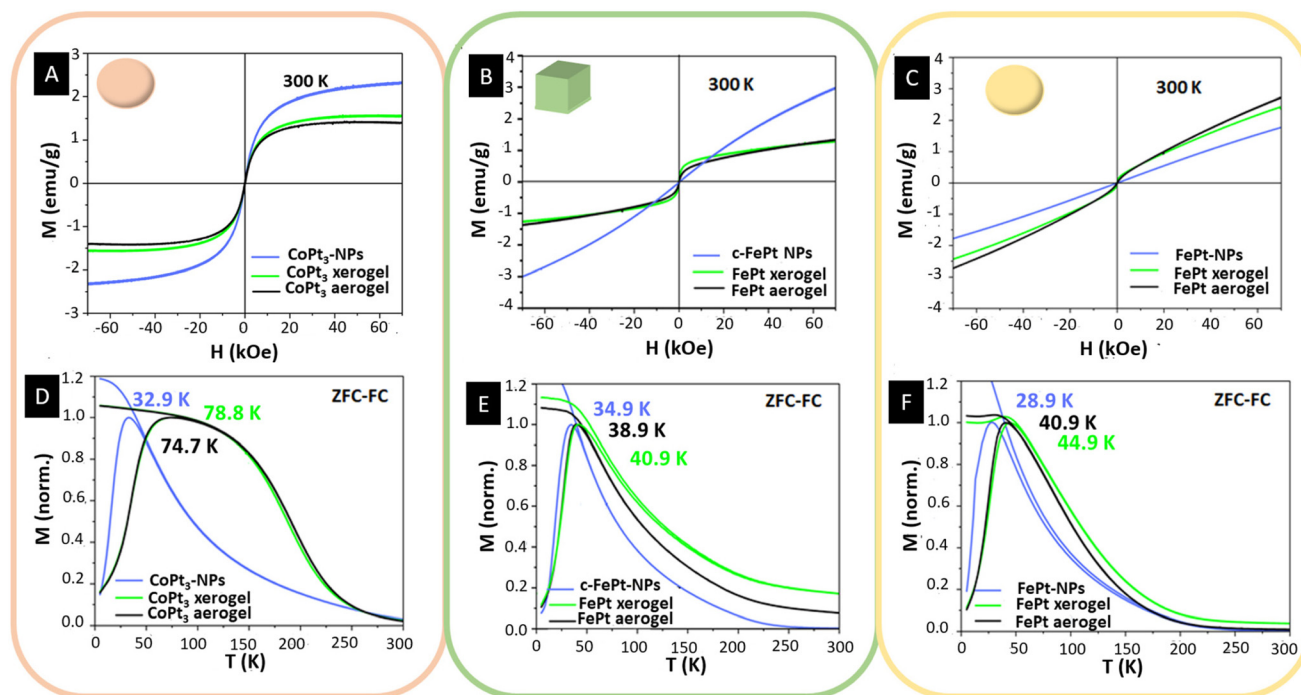 A
300 K
M (emu/g)
3
2
1
0
-1
-2
-3
CoPt₃-NPs
CoPt₃ xerogel
CoPt₃ aerogel
-60 -40 -20 0 20 40 60
H (kOe)
B
300 K
M (emu/g)
4
3
2
1
0
-1
-2
-3
-4
c-FePt NPs
FePt xerogel
FePt aerogel
-60 -40 -20 0 20 40 60
H (kOe)
C
300 K
M (emu/g)
4
3
2
1
0
-1
-2
-3
-4
FePt-NPs
FePt xerogel
FePt aerogel
-60 -40 -20 0 20 40 60
H (kOe)
D
ZFC-FC
32.9 K
78.8 K
74.7 K
M (norm.)
1.2
1.0
0.8
0.6
0.4
0.2
0.0
CoPt₃-NPs
CoPt₃ xerogel
CoPt₃ aerogel
0 50 100 150 200 250 300
T (K)
E
ZFC-FC
34.9 K
38.9 K
40.9 K
M (norm.)
1.2
1.0
0.8
0.6
0.4
0.2
0.0
c-FePt-NPs
FePt xerogel
FePt aerogel
0 50 100 150 200 250 300
T (K)
F
ZFC-FC
28.9 K
40.9 K
44.9 K
M (norm.)
1.2
1.0
0.8
0.6
0.4
0.2
0.0
FePt-NPs
FePt xerogel
FePt aerogel
0 50 100 150 200 250 300
T (K)